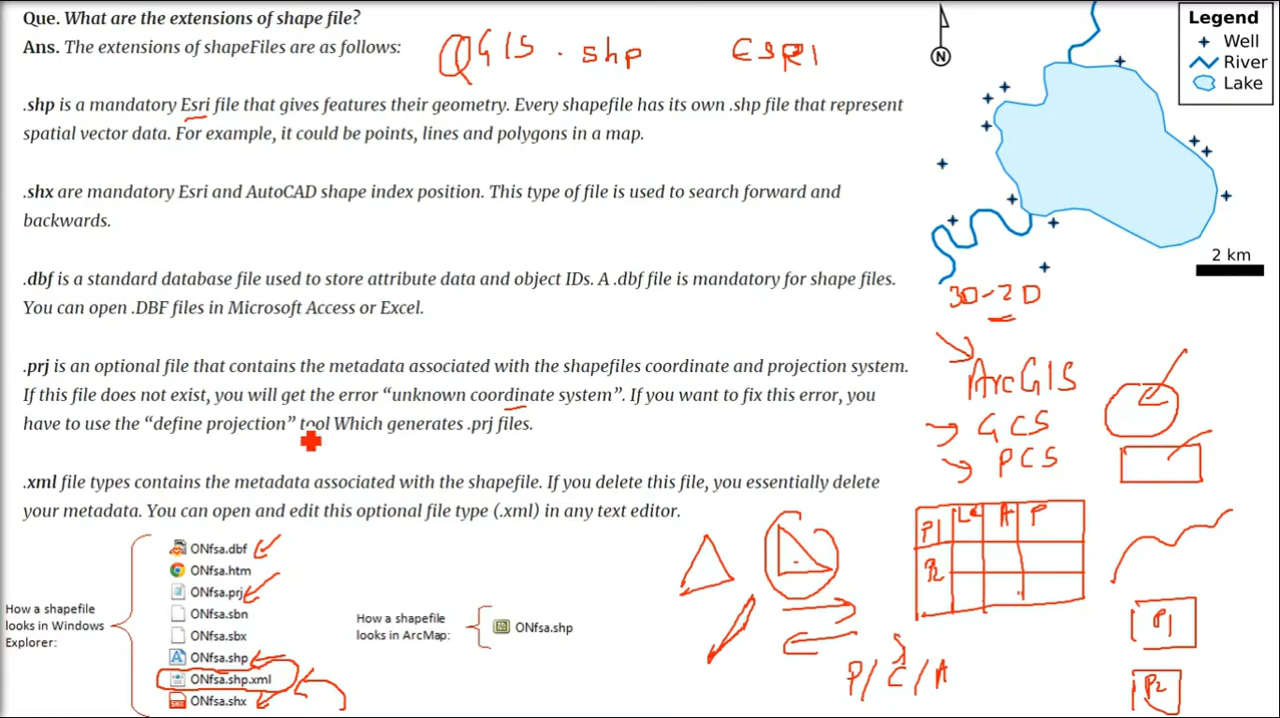 Que. What are the extensions of shape file?
Ans. The extensions of shapeFiles are as follows:
QGIS .shp ESRI
.shp is a mandatory Esri file that gives features their geometry. Every shapefile has its own .shp file that represent
spatial vector data. For example, it could be points, lines and polygons in a map.
.shx are mandatory Esri and AutoCAD shape index position. This type of file is used to search forward and
backwards.
.dbf is a standard database file used to store attribute data and object IDs. A .dbf file is mandatory for shape files.
You can open .DBF files in Microsoft Access or Excel.
.prj is an optional file that contains the metadata associated with the shapefiles coordinate and projection system.
If this file does not exist, you will get the error “unknown coordinate system”. If you want to fix this error, you
have to use the “define projection” tool Which generates .prj files.
.xml file types contains the metadata associated with the shapefile. If you delete this file, you essentially delete
your metadata. You can open and edit this optional file type (.xml) in any text editor.
How a shapefile
looks in Windows
Explorer:
ONfsa.dbf
ONfsa.htm
ONfsa.prj
ONfsa.sbn
ONfsa.sbx
ONfsa.shp
ONfsa.shp.xml
ONfsa.shx
How a shapefile
looks in ArcMap:
ONfsa.shp
Legend
Well
River
Lake
N
2 km
3D-2D
ArcGIS
GCS
PCS
P1 A P
P2
P/C/A
P1
P2